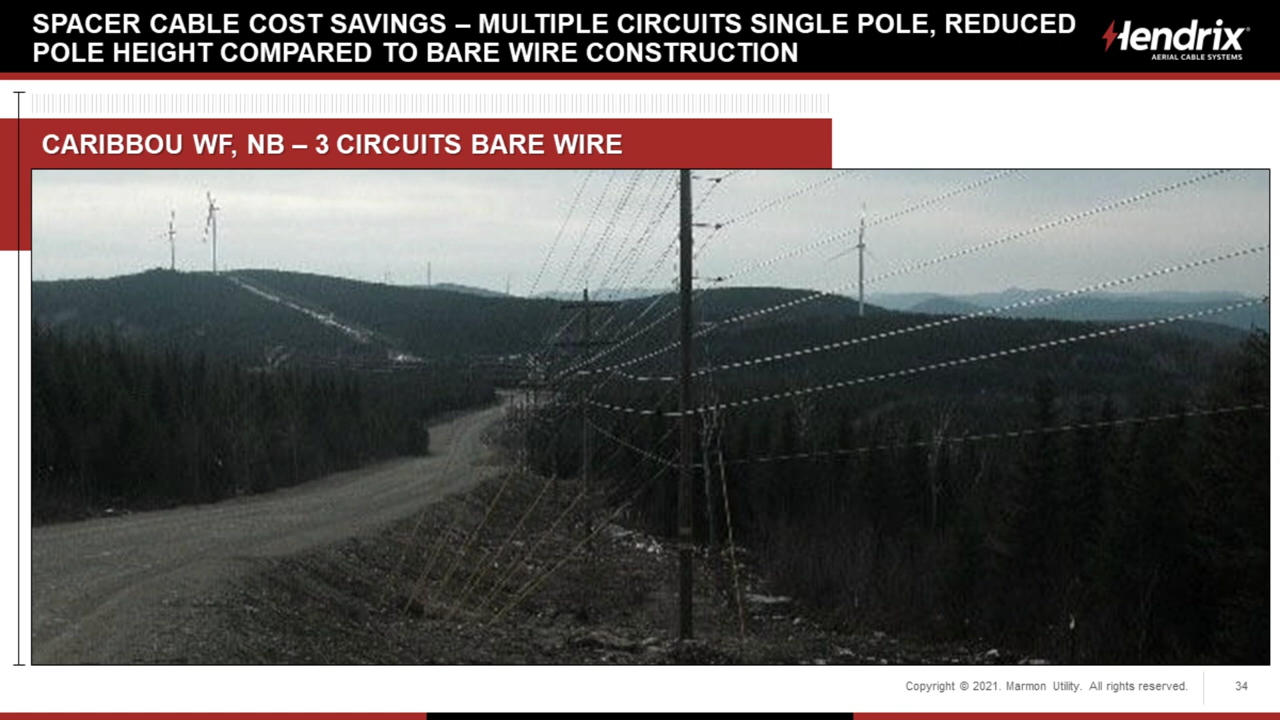 SPACER CABLE COST SAVINGS – MULTIPLE CIRCUITS SINGLE POLE, REDUCED
POLE HEIGHT COMPARED TO BARE WIRE CONSTRUCTION
Hendrix®
AERIAL CABLE SYSTEMS
CARIBBOU WF, NB – 3 CIRCUITS BARE WIRE
Copyright © 2021. Marmon Utility. All rights reserved.
34